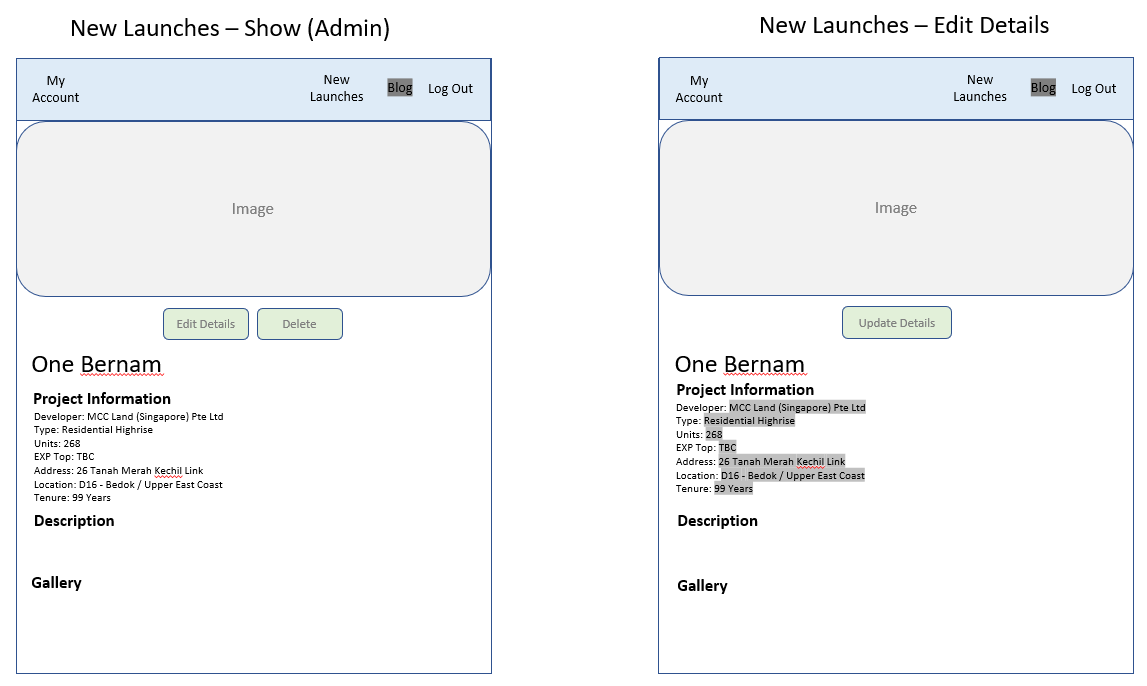 New Launches – Show (Admin)
My
Account
New
Launches
Blog
Log Out
Image
Edit Details
Delete
One Bernam
Project Information
Developer: MCC Land (Singapore) Pte Ltd
Type: Residential Highrise
Units: 268
EXP Top: TBC
Address: 26 Tanah Merah Kechil Link
Location: D16 - Bedok / Upper East Coast
Tenure: 99 Years
Description
Gallery
New Launches – Edit Details
My
Account
New
Launches
Blog
Log Out
Image
Update Details
One Bernam
Project Information
Developer: MCC Land (Singapore) Pte Ltd
Type: Residential Highrise
Units: 268
EXP Top: TBC
Address: 26 Tanah Merah Kechil Link
Location: D16 - Bedok / Upper East Coast
Tenure: 99 Years
Description
Gallery